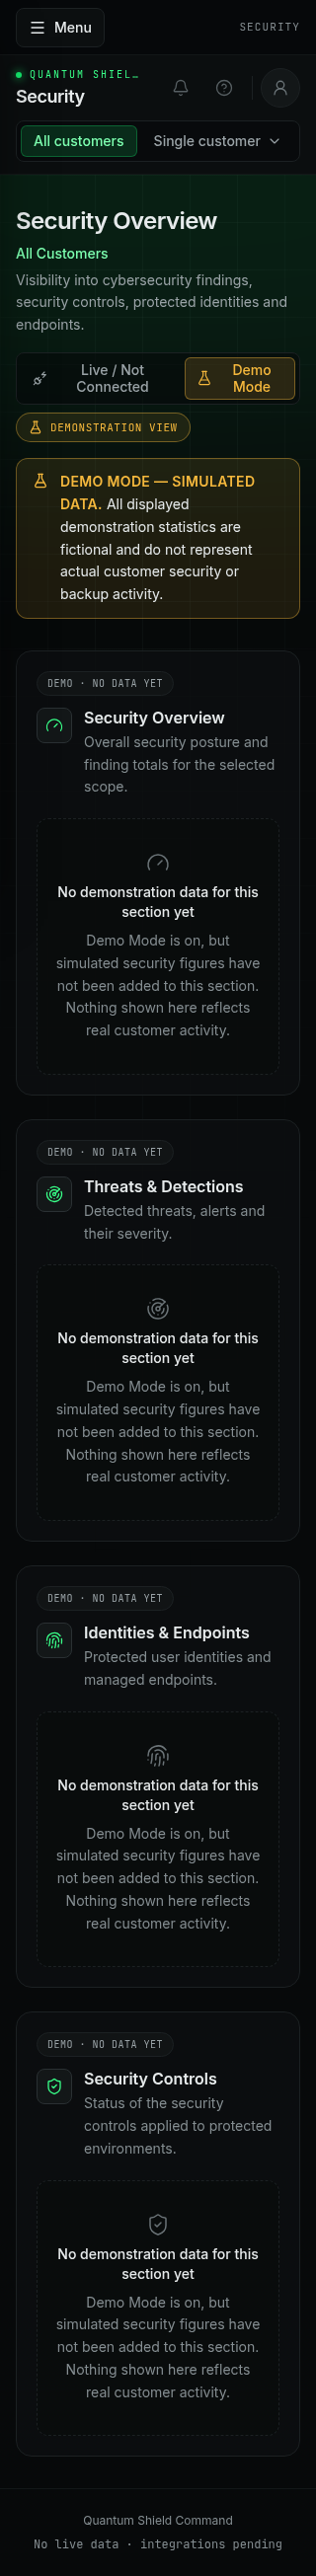 Menu
SECURITY
QUANTUM SHIEL…
Security
All customers
Single customer
Security Overview
All Customers
Visibility into cybersecurity findings,
security controls, protected identities and
endpoints.
Live / Not
Connected
Demo
Mode
DEMONSTRATION VIEW
DEMO MODE — SIMULATED
DATA. All displayed
demonstration statistics are
fictional and do not represent
actual customer security or
backup activity.
DEMO · NO DATA YET
Security Overview
Overall security posture and
finding totals for the selected
scope.
No demonstration data for this
section yet
Demo Mode is on, but
simulated security figures have
not been added to this section.
Nothing shown here reflects
real customer activity.
DEMO · NO DATA YET
Threats & Detections
Detected threats, alerts and
their severity.
No demonstration data for this
section yet
Demo Mode is on, but
simulated security figures have
not been added to this section.
Nothing shown here reflects
real customer activity.
DEMO · NO DATA YET
Identities & Endpoints
Protected user identities and
managed endpoints.
No demonstration data for this
section yet
Demo Mode is on, but
simulated security figures have
not been added to this section.
Nothing shown here reflects
real customer activity.
DEMO · NO DATA YET
Security Controls
Status of the security
controls applied to protected
environments.
No demonstration data for this
section yet
Demo Mode is on, but
simulated security figures have
not been added to this section.
Nothing shown here reflects
real customer activity.
Quantum Shield Command
No live data · integrations pending